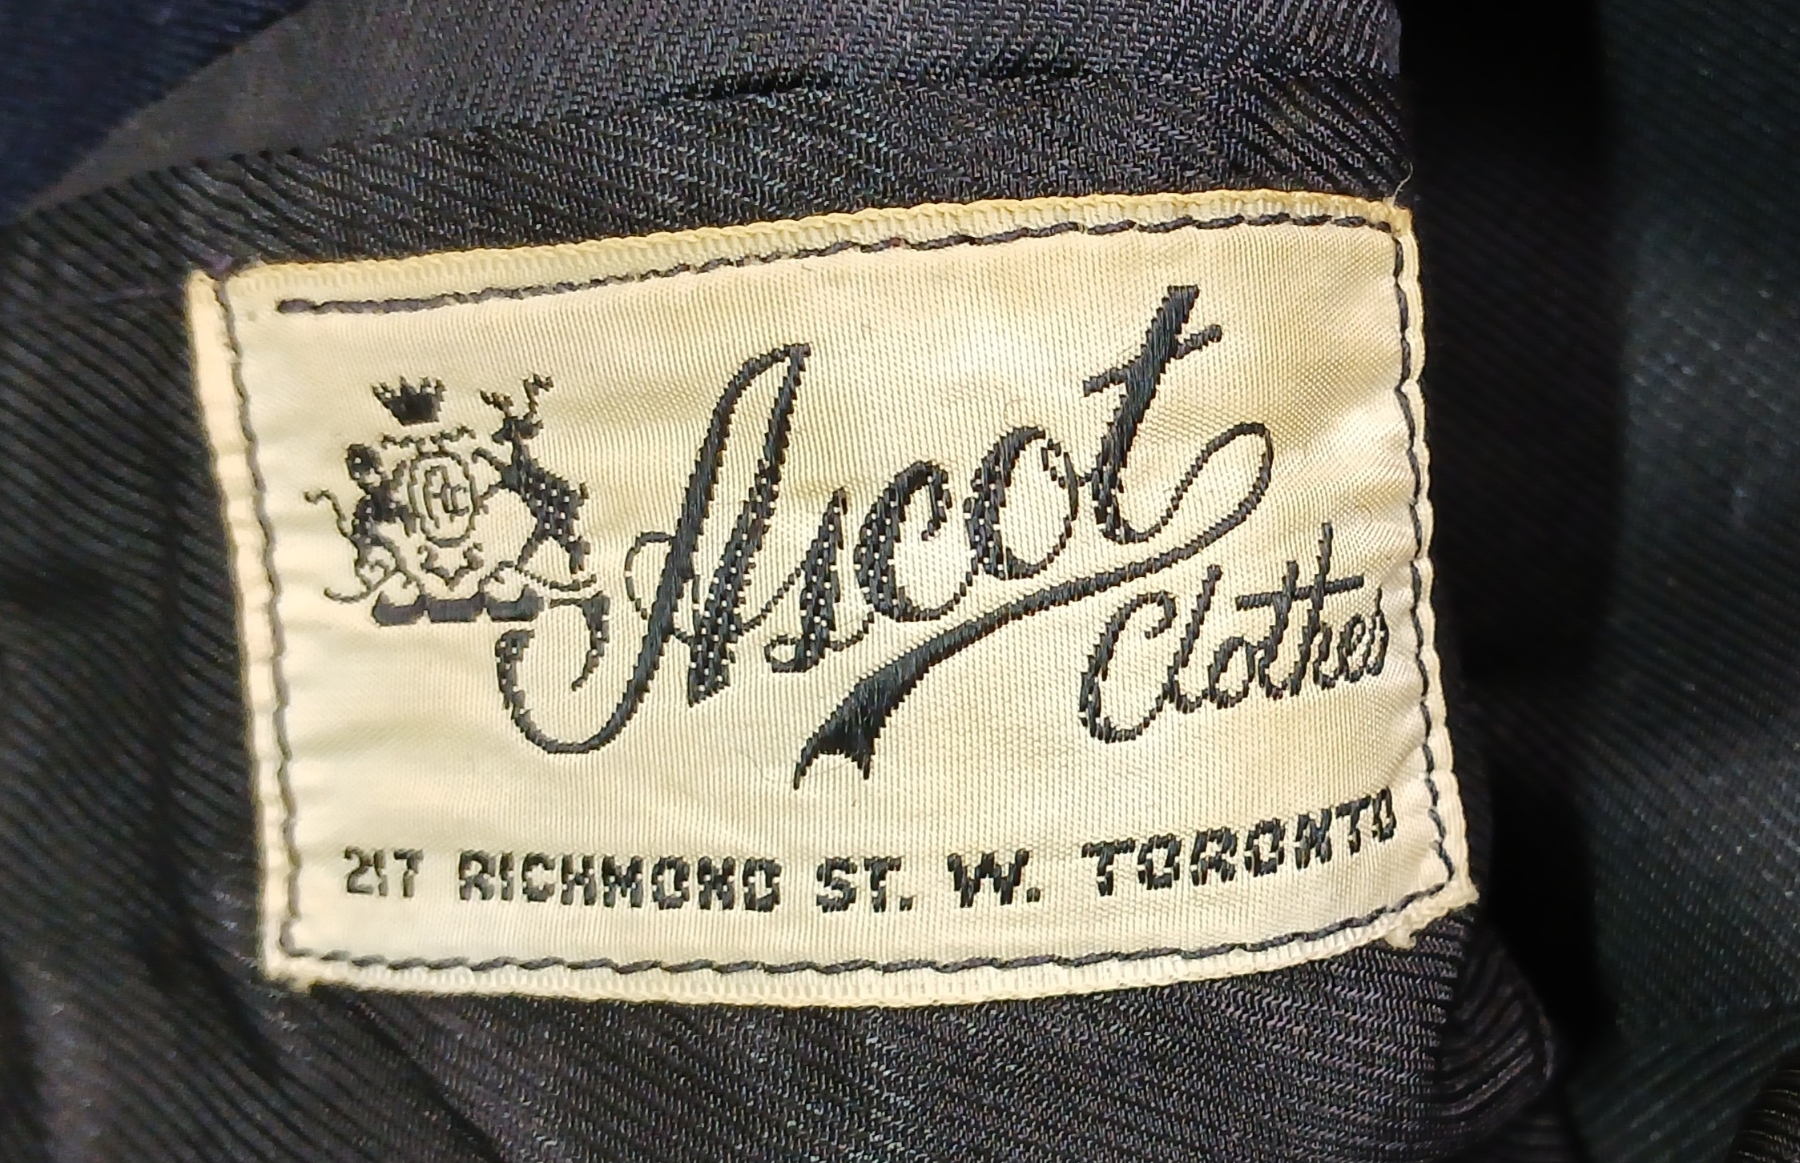 Ascot
Clothes
217 RICHMOND ST. W. TORONTO